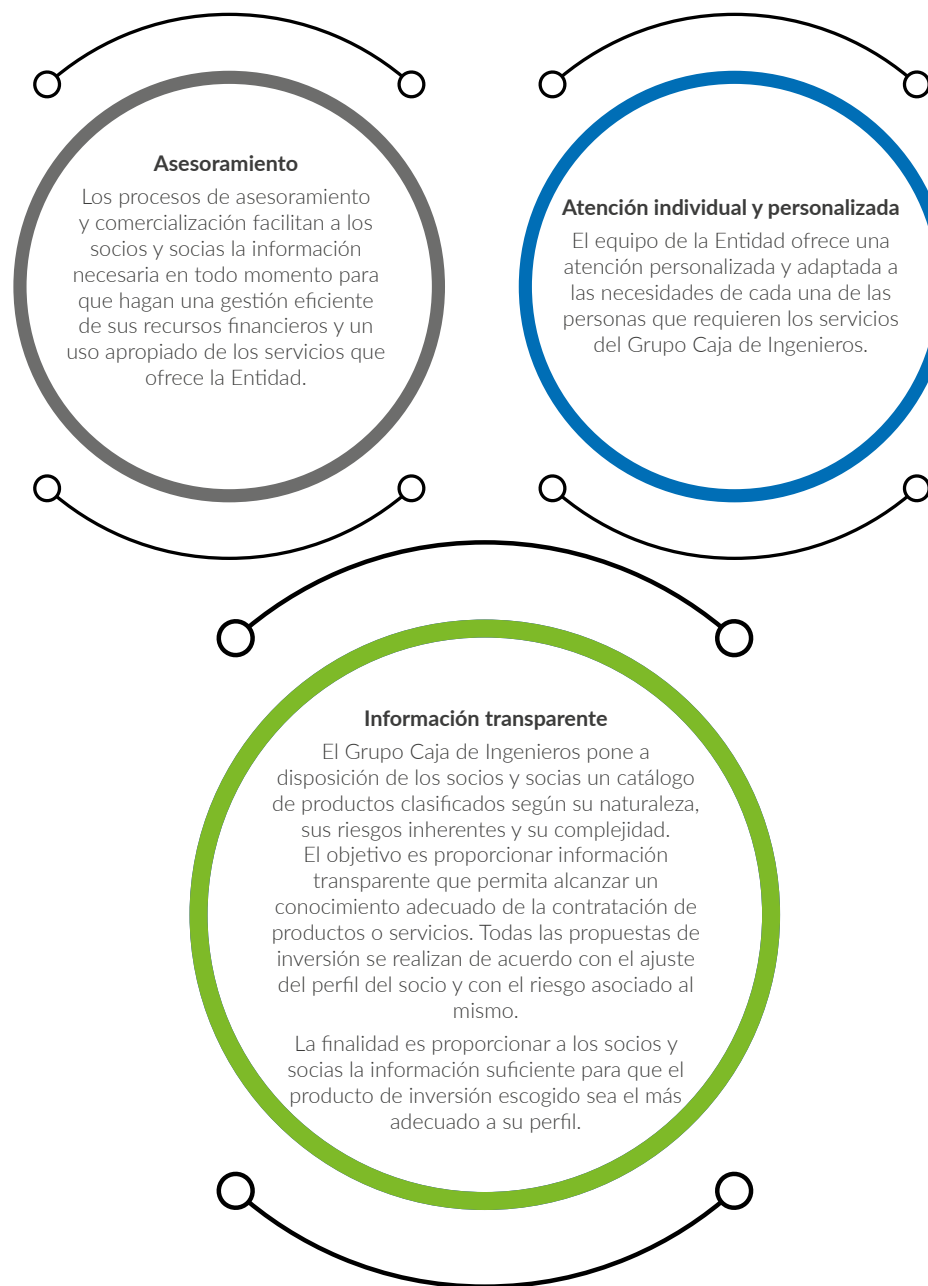 Asesoramiento
Los procesos de asesoramiento
y comercialización facilitan a los
socios y socias la información
necesaria en todo momento para
que hagan una gestión eficiente
de sus recursos financieros y un
uso apropiado de los servicios que
ofrece la Entidad.
Atención individual y personalizada
El equipo de la Entidad ofrece una
atención personalizada y adaptada a
las necesidades de cada una de las
personas que requieren los servicios
del Grupo Caja de Ingenieros.
Información transparente
El Grupo Caja de Ingenieros pone a
disposición de los socios y socias un catálogo
de productos clasificados según su naturaleza,
sus riesgos inherentes y su complejidad.
El objetivo es proporcionar información
transparente que permita alcanzar un
conocimiento adecuado de la contratación de
productos o servicios. Todas las propuestas de
inversión se realizan de acuerdo con el ajuste
del perfil del socio y con el riesgo asociado al
mismo.
La finalidad es proporcionar a los socios y
socias la información suficiente para que el
producto de inversión escogido sea el más
adecuado a su perfil.